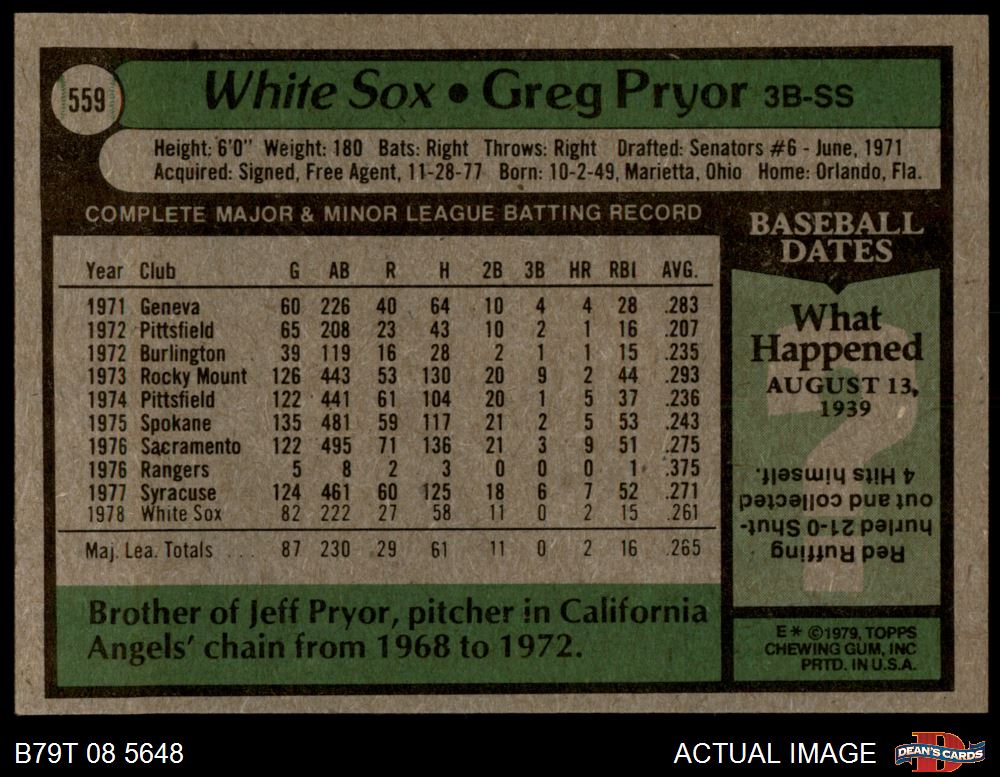 559
White Sox • Greg Pryor 3B-SS
Height: 6'0" Weight: 180 Bats: Right Throws: Right Drafted: Senators #6 - June, 1971
Acquired: Signed, Free Agent, 11-28-77 Born: 10-2-49, Marietta, Ohio Home: Orlando, Fla.
COMPLETE MAJOR & MINOR LEAGUE BATTING RECORD
Year Club G AB R H 2B 3B HR RBI AVG.
1971 Geneva 60 226 40 64 10 4 4 28 .283
1972 Pittsfield 65 208 23 43 10 2 1 16 .207
1972 Burlington 39 119 16 28 2 1 1 15 .235
1973 Rocky Mount 126 443 53 130 20 9 2 44 .293
1974 Pittsfield 122 441 61 104 20 1 5 37 .236
1975 Spokane 135 481 59 117 21 2 5 53 .243
1976 Sacramento 122 495 71 136 21 3 9 51 .275
1976 Rangers 5 8 2 3 0 0 0 1 .375
1977 Syracuse 124 461 60 125 18 6 7 52 .271
1978 White Sox 82 222 27 58 11 0 2 15 .261
Maj. Lea. Totals ... 87 230 29 61 11 0 2 16 .265
Brother of Jeff Pryor, pitcher in California
Angels' chain from 1968 to 1972.
BASEBALL
DATES
What
Happened
AUGUST 13,
1939
Red Ruffing
hurled 21-0 Shut-
out and collected
4 Hits himself.
E* ©1979, TOPPS
CHEWING GUM, INC
PRTD. IN U.S.A.
B79T 08 5648
ACTUAL IMAGE
D
DEAN'S CARDS